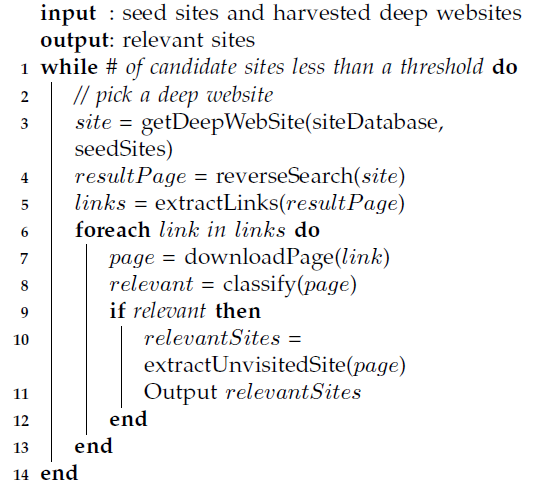 input : seed sites and harvested deep websites
output: relevant sites
1 while # of candidate sites less than a threshold do
2 // pick a deep website
3 site = getDeepWebSite(siteDatabase,
seedSites)
4 resultPage = reverseSearch(site)
5 links = extractLinks(resultPage)
6 foreach link in links do
7 page = downloadPage(link)
8 relevant = classify(page)
9 if relevant then
10 relevantSites =
extractUnvisitedSite(page)
11 Output relevantSites
12 end
13 end
14 end